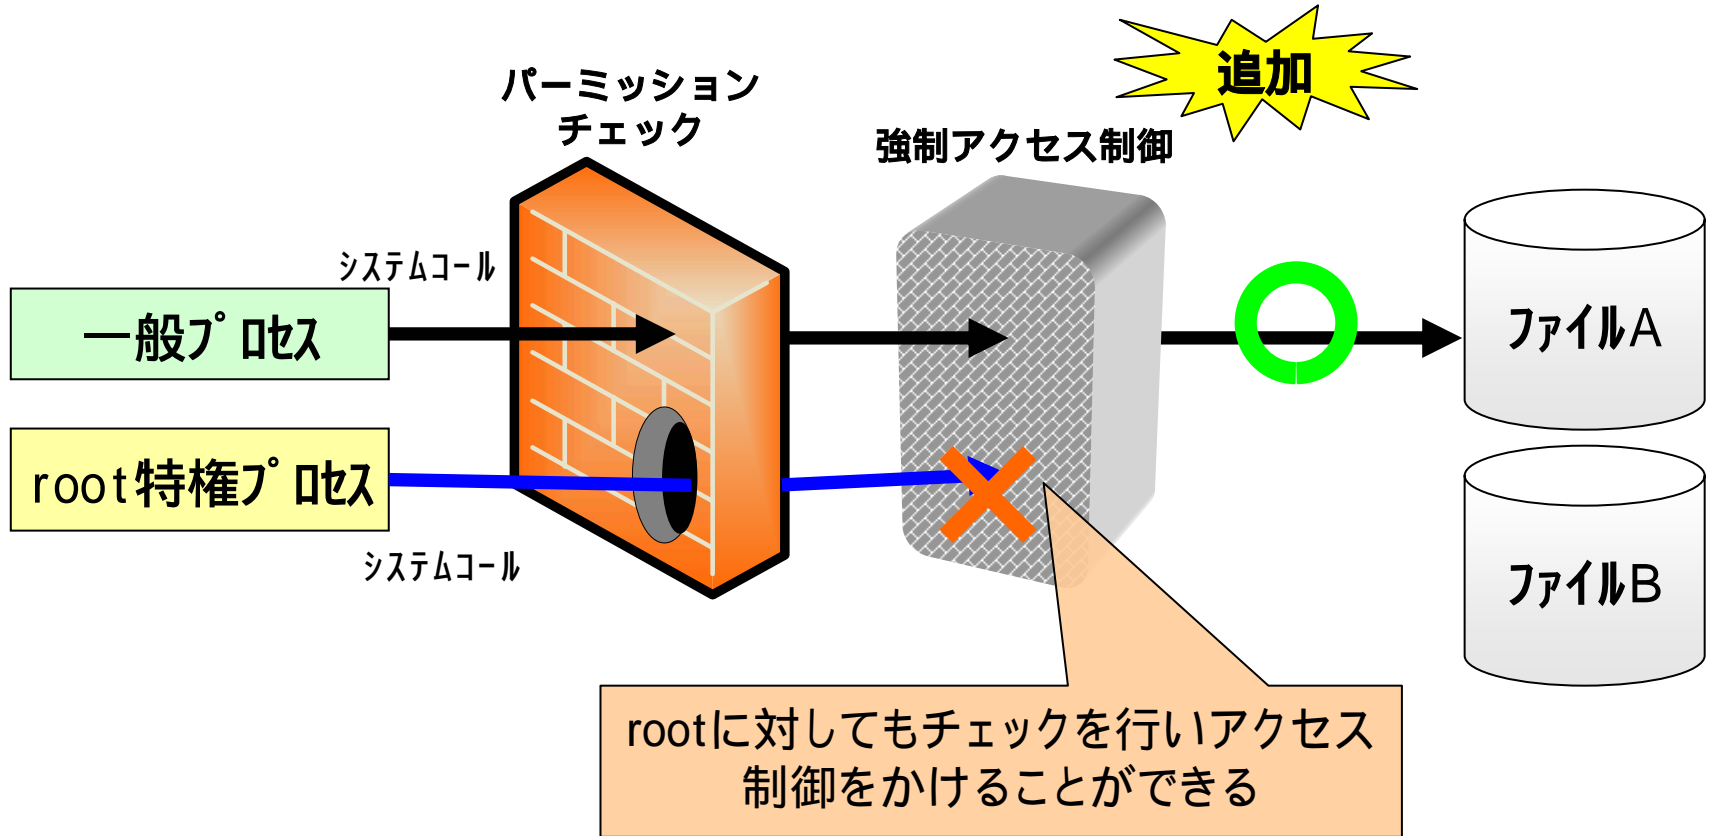 追加
パーミッション
チェック
強制アクセス制御
システムコール
一般プロセス
ファイルA
root特権プロセス
システムコール
ファイルB
rootに対してもチェックを行いアクセス
制御をかけることができる